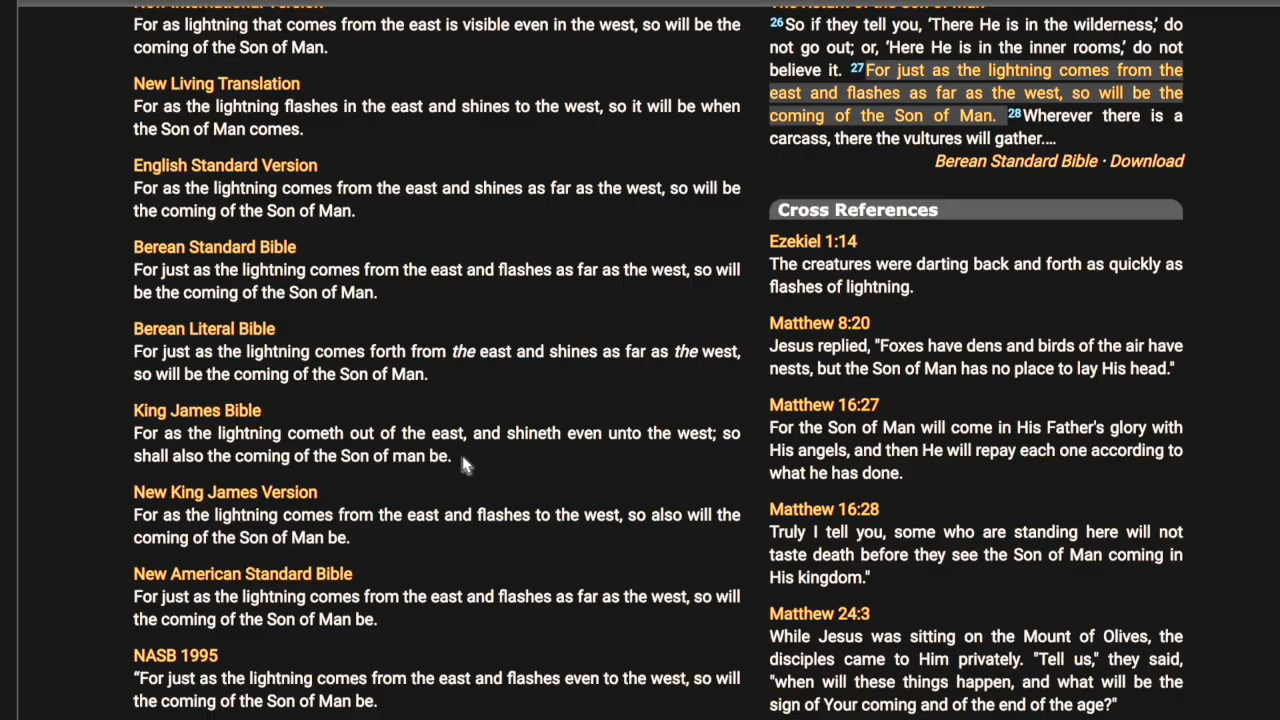 New International Version
For as lightning that comes from the east is visible even in the west, so will be the
coming of the Son of Man.
New Living Translation
For as the lightning flashes in the east and shines to the west, so it will be when
the Son of Man comes.
English Standard Version
For as the lightning comes from the east and shines as far as the west, so will be
the coming of the Son of Man.
Berean Standard Bible
For just as the lightning comes from the east and flashes as far as the west, so will
be the coming of the Son of Man.
Berean Literal Bible
For just as the lightning comes forth from the east and shines as far as the west,
so will be the coming of the Son of Man.
King James Bible
For as the lightning cometh out of the east, and shineth even unto the west; so
shall also the coming of the Son of man be.
New King James Version
For as the lightning comes from the east and flashes to the west, so also will the
coming of the Son of Man be.
New American Standard Bible
For just as the lightning comes from the east and flashes as far as the west, so will
the coming of the Son of Man be.
NASB 1995
“For just as the lightning comes from the east and flashes even to the west, so will
the coming of the Son of Man be.
The Return of the Son of Man
26So if they tell you, ‘There He is in the wilderness,’ do
not go out; or, ‘Here He is in the inner rooms,’ do not
believe it. 27For just as the lightning comes from the
east and flashes as far as the west, so will be the
coming of the Son of Man. 28Wherever there is a
carcass, there the vultures will gather.…
Berean Standard Bible · Download
Cross References
Ezekiel 1:14
The creatures were darting back and forth as quickly as
flashes of lightning.
Matthew 8:20
Jesus replied, "Foxes have dens and birds of the air have
nests, but the Son of Man has no place to lay His head."
Matthew 16:27
For the Son of Man will come in His Father's glory with
His angels, and then He will repay each one according to
what he has done.
Matthew 16:28
Truly I tell you, some who are standing here will not
taste death before they see the Son of Man coming in
His kingdom."
Matthew 24:3
While Jesus was sitting on the Mount of Olives, the
disciples came to Him privately. "Tell us," they said,
"when will these things happen, and what will be the
sign of Your coming and of the end of the age?"